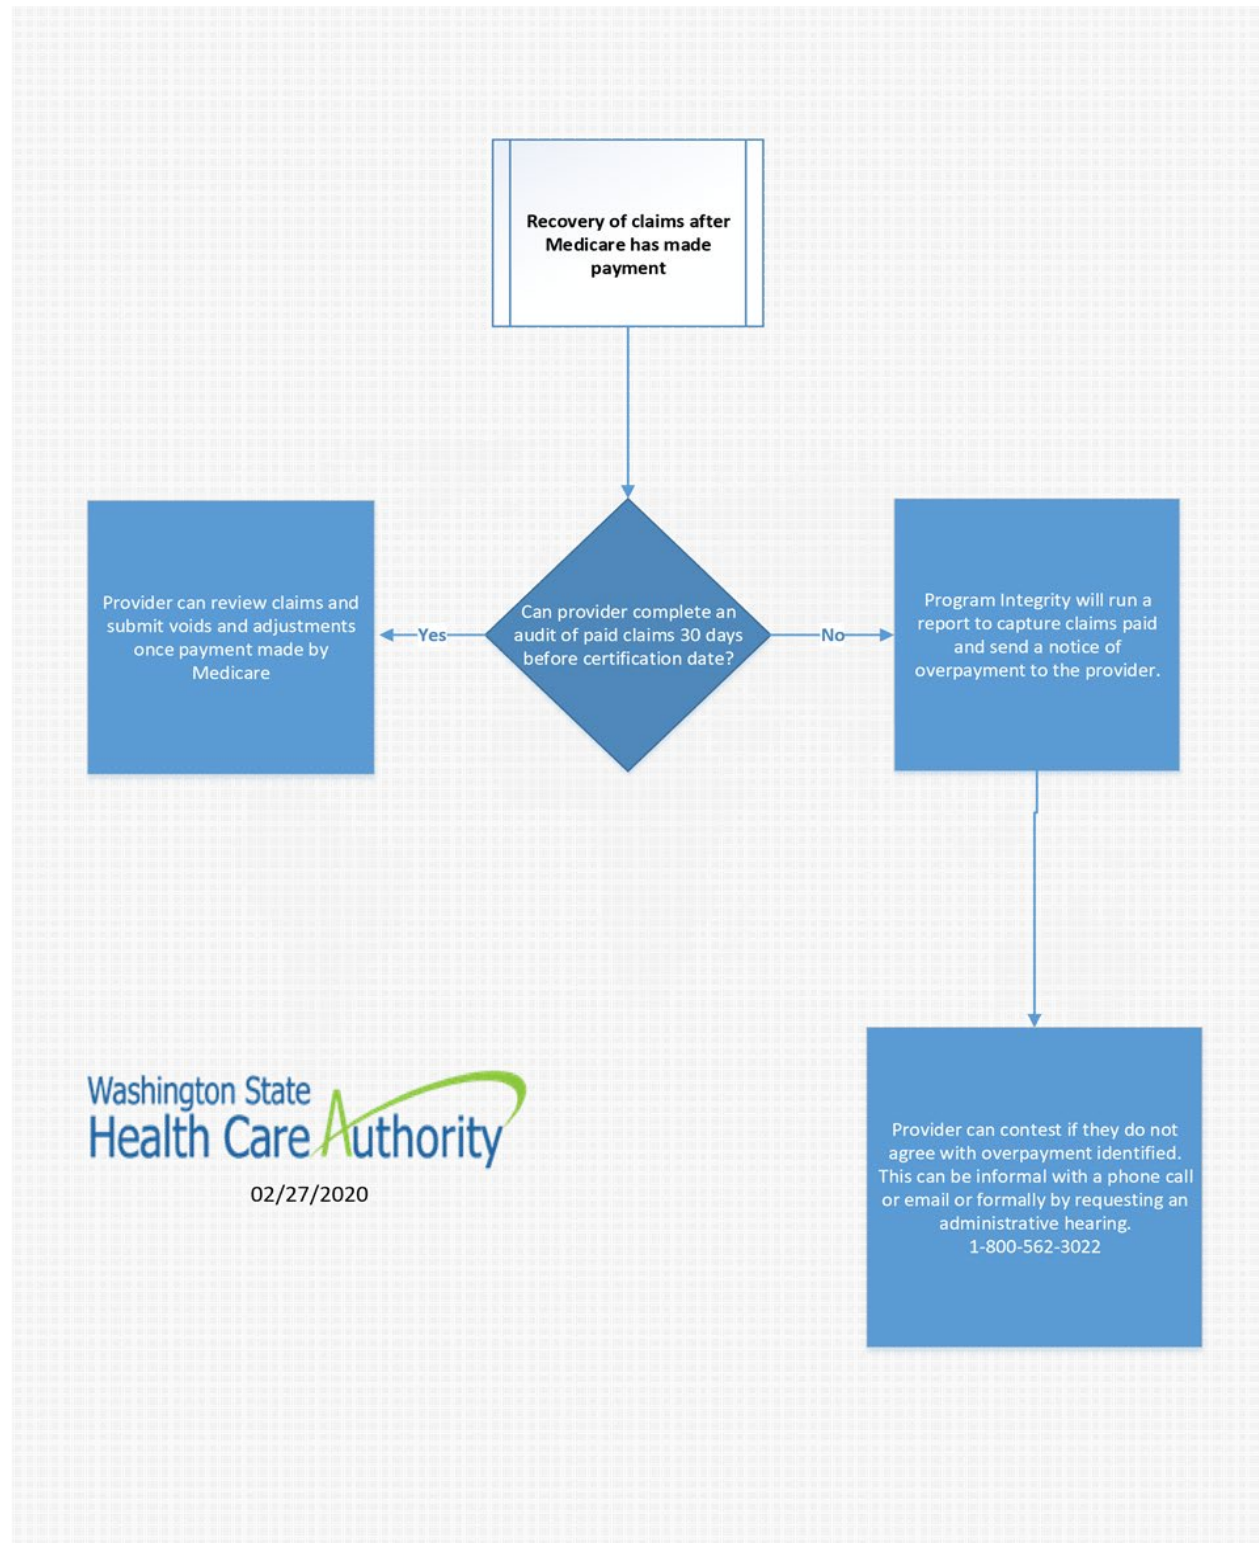 Recovery of claims after
Medicare has made
payment
Provider can review claims and
submit voids and adjustments
once payment made by
Medicare
Yes
Can provider complete an
audit of paid claims 30 days
before certification date?
No
Program Integrity will run a
report to capture claims paid
and send a notice of
overpayment to the provider.
Washington State
Health Care Authority
02/27/2020
Provider can contest if they do not
agree with overpayment identified.
This can be informal with a phone call
or email or formally by requesting an
administrative hearing.
1-800-562-3022